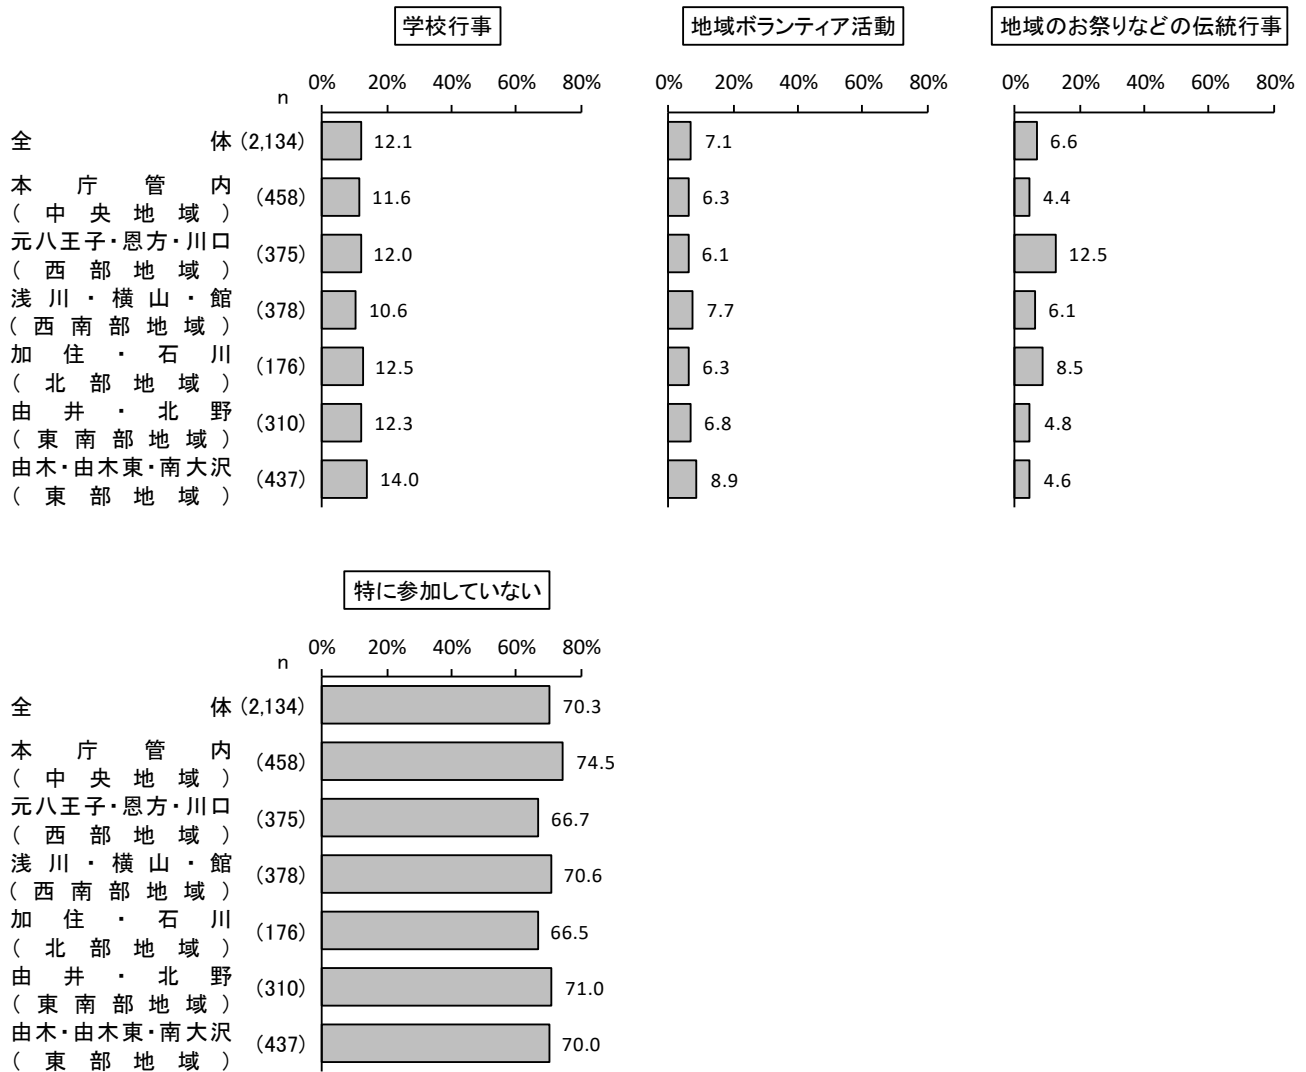 学校行事 地域ボランティア活動 地域のお祭りなどの伝統行事
0% 20% 40% 60% 80% 0% 20% 40% 60% 80% 0% 20% 40% 60% 80%
n
全体 (2,134) 12.1 7.1 6.6
本庁管内
(中央地域) (458) 11.6 6.3 4.4
元八王子・恩方・川口
(西部地域) (375) 12.0 6.1 12.5
浅川・横山・館
(西南部地域) (378) 10.6 7.7 6.1
加住・石川
(北部地域) (176) 12.5 6.3 8.5
由井・北野
(東南部地域) (310) 12.3 6.8 4.8
由木・由木東・南大沢
(東部地域) (437) 14.0 8.9 4.6
特に参加していない
0% 20% 40% 60% 80%
n
全体 (2,134) 70.3
本庁管内
(中央地域) (458) 74.5
元八王子・恩方・川口
(西部地域) (375) 66.7
浅川・横山・館
(西南部地域) (378) 70.6
加住・石川
(北部地域) (176) 66.5
由井・北野
(東南部地域) (310) 71.0
由木・由木東・南大沢
(東部地域) (437) 70.0